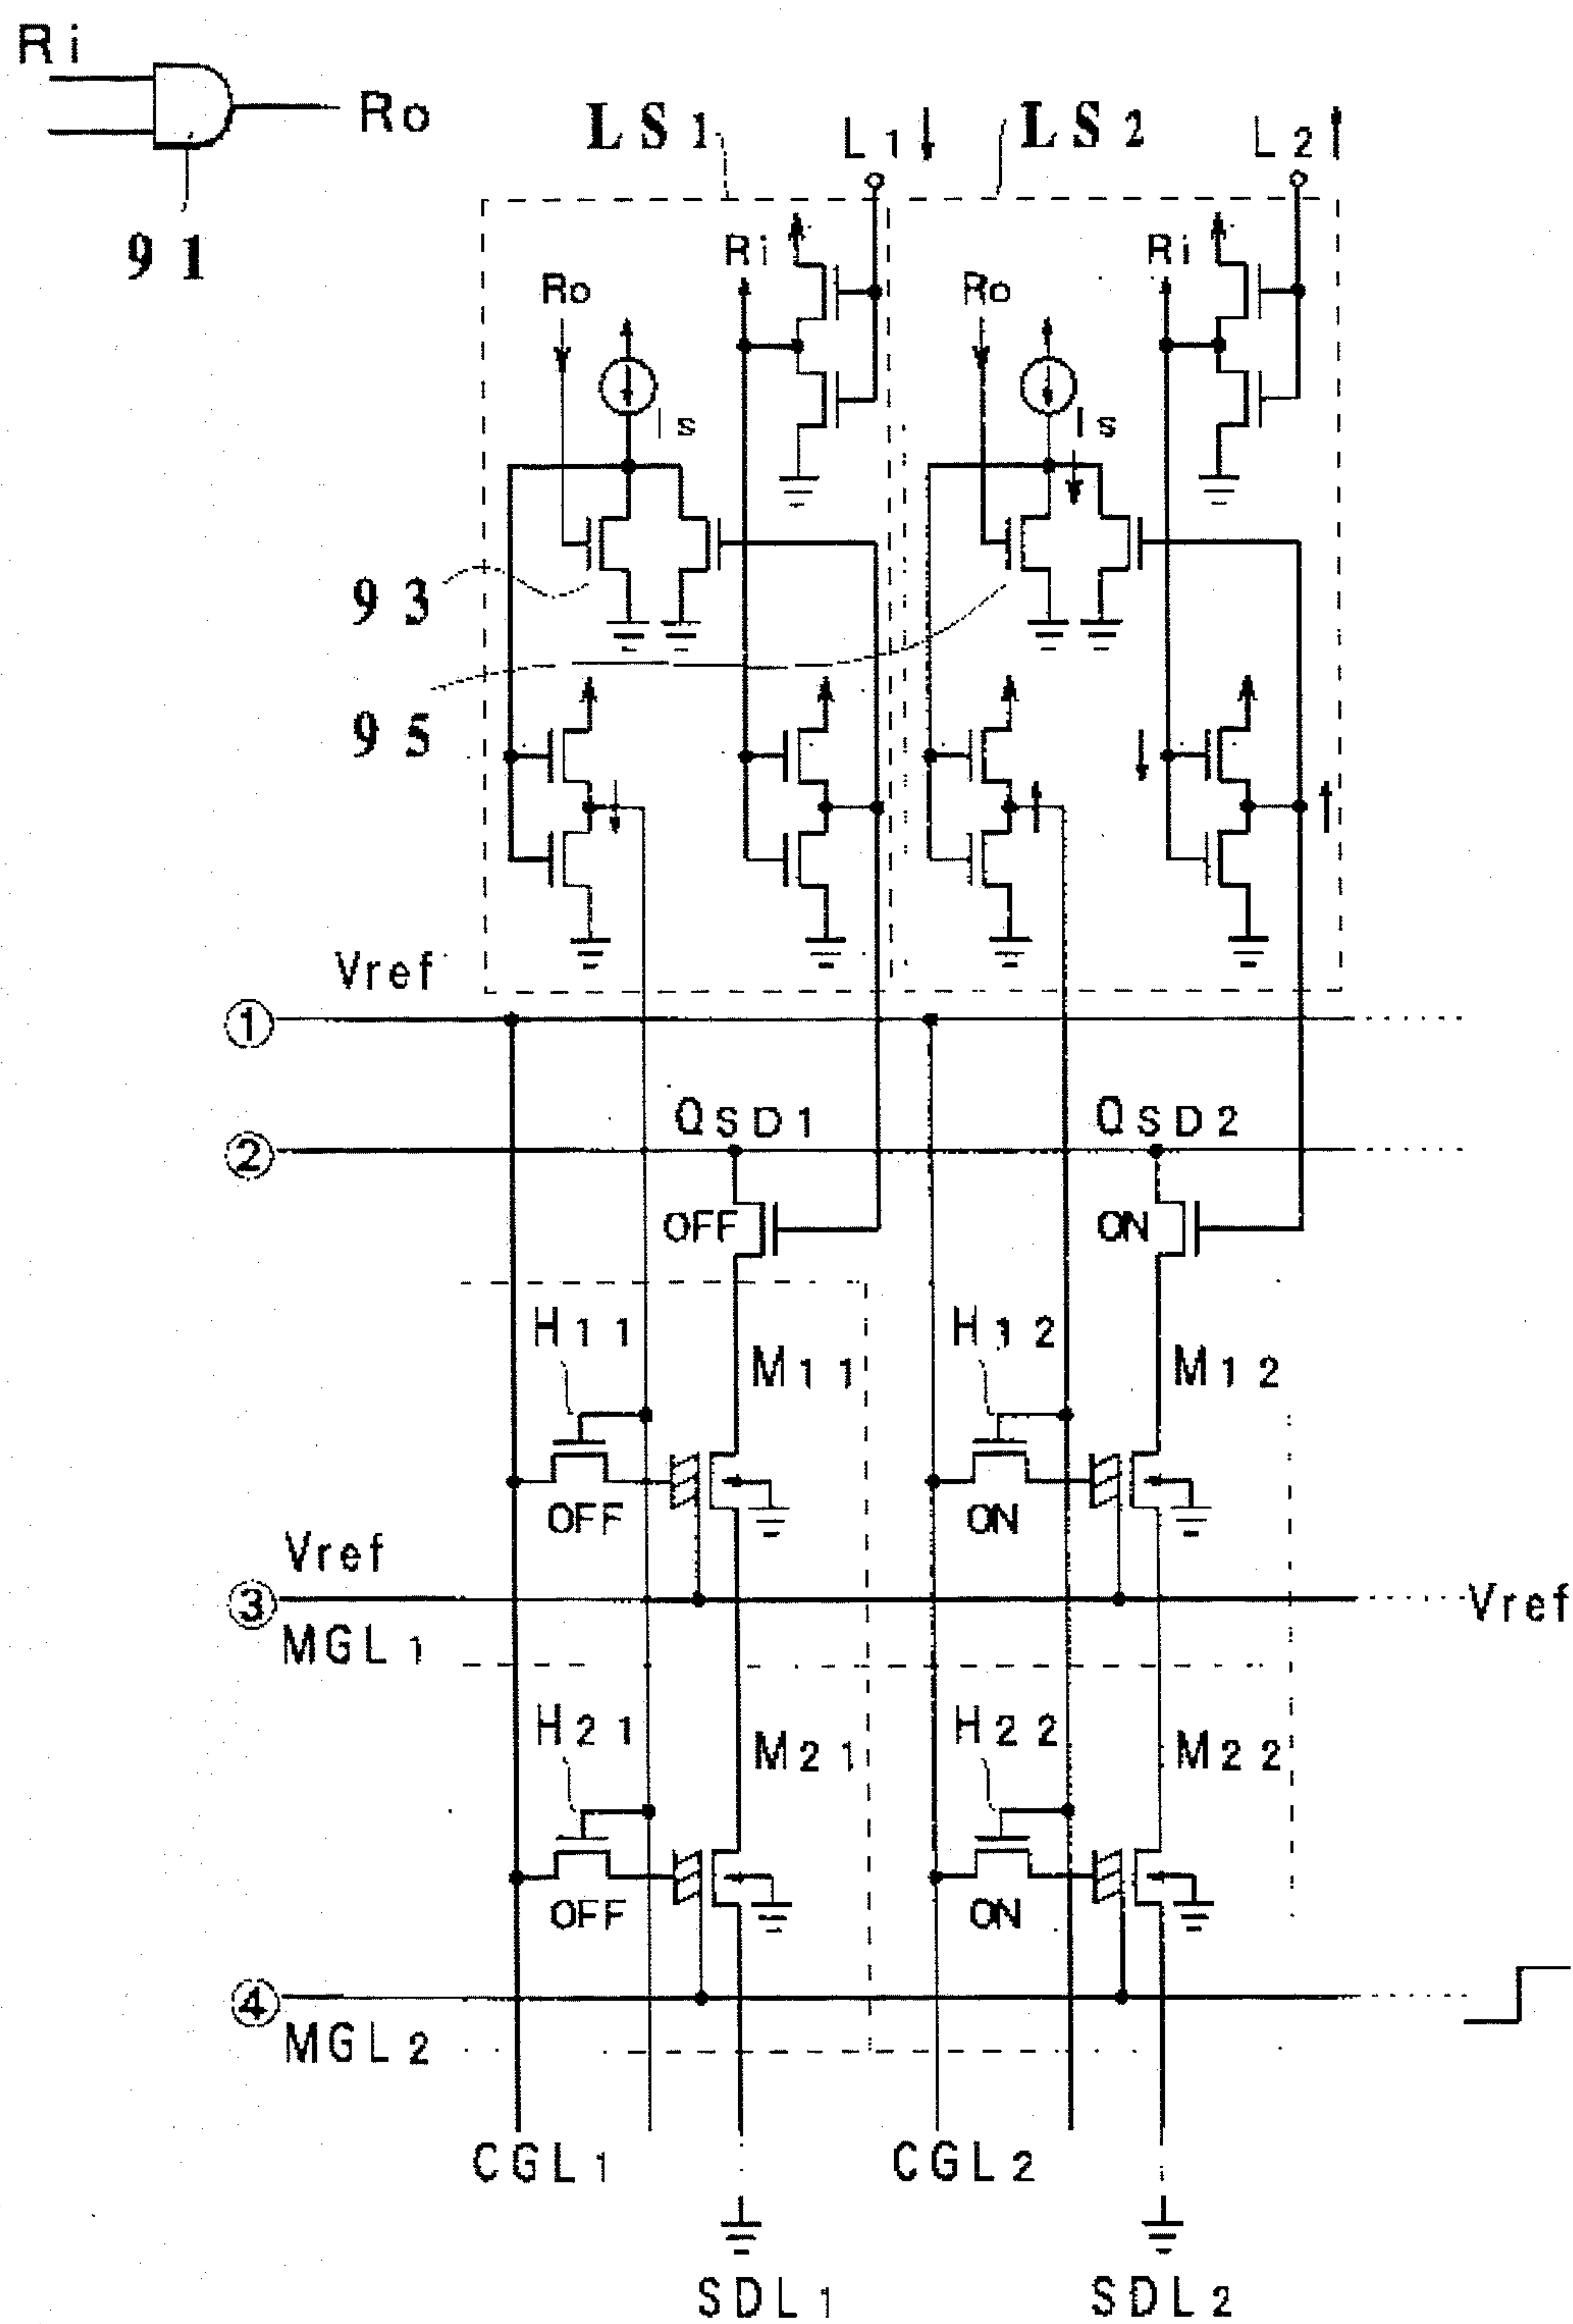 Ri
Ro
91
LS1
L1
LS2
L2
Ri
Ro
Is
Ri
Ro
Is
93
95
Vref
①
②
QSD1
QSD2
OFF
ON
H11
M11
H12
M12
OFF
ON
Vref
③
Vref
MGL1
H21
M21
H22
M22
OFF
ON
④
MGL2
CGL1
CGL2
SDL1
SDL2